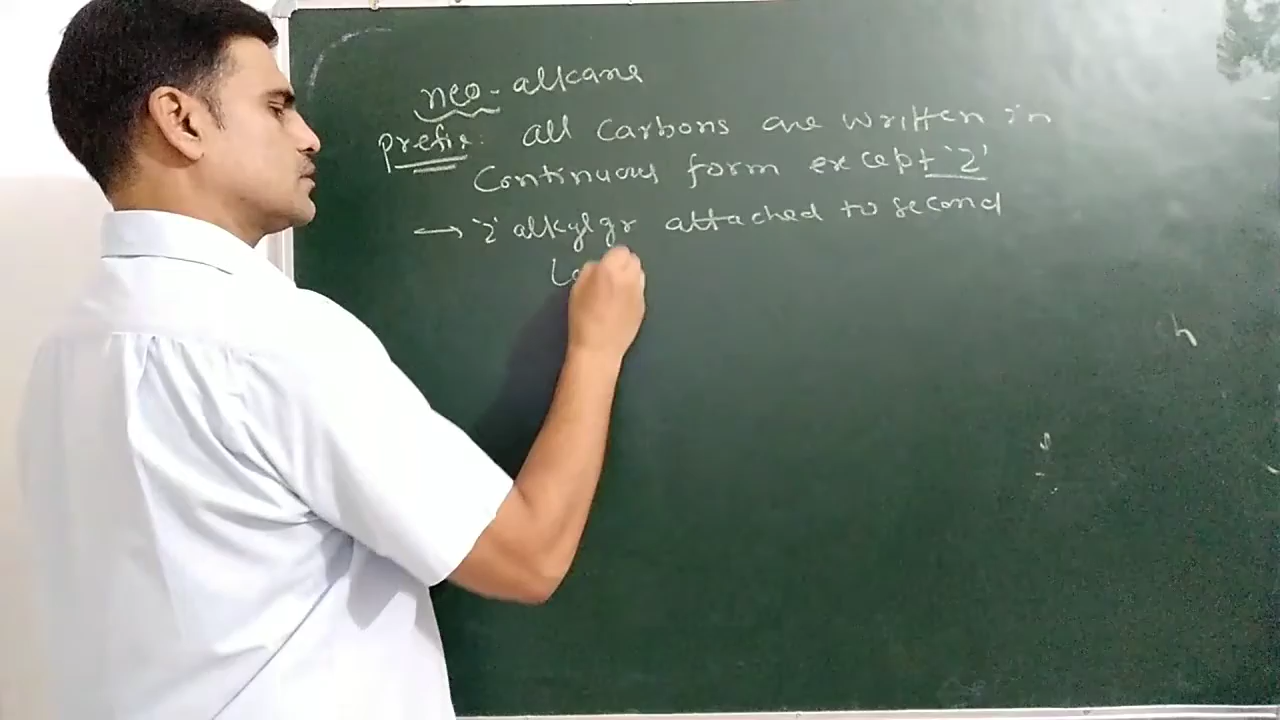 neo- alkane
prefix: all Carbons are written in
Continuous form except '2'
→ '2' alkyl gr attached to second